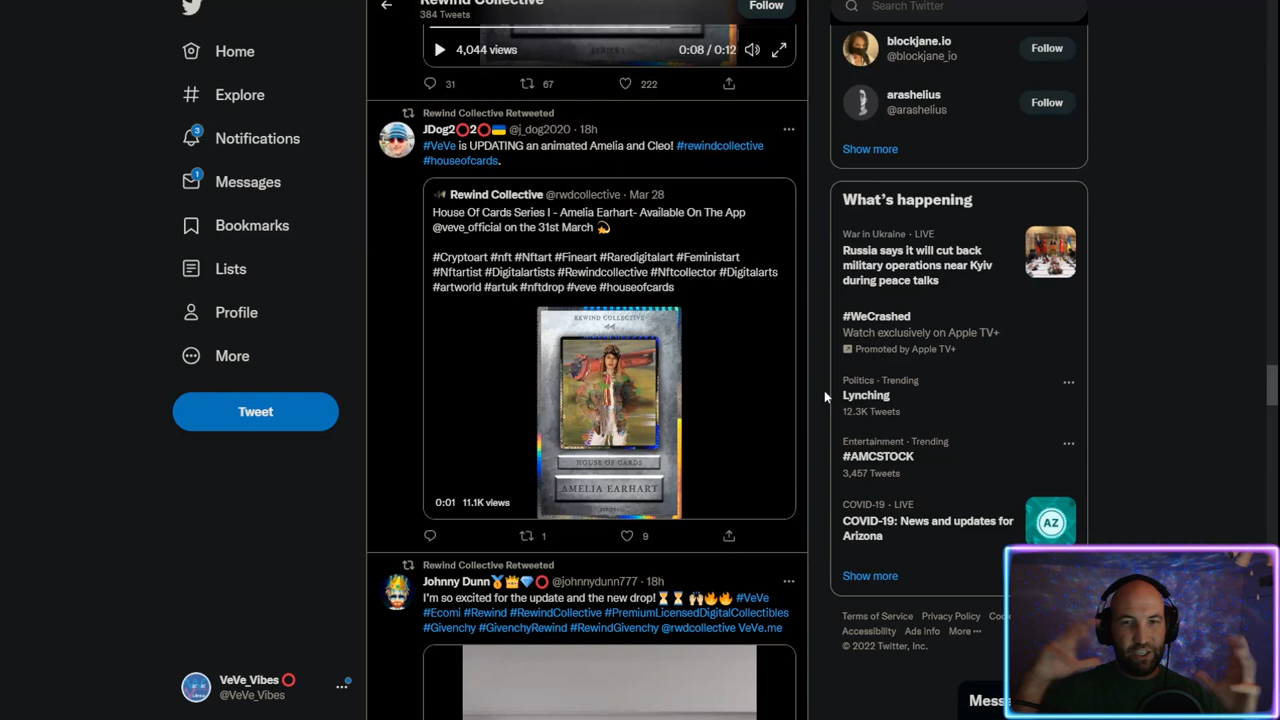 Home
Explore
3
Notifications
1
Messages
Bookmarks
Lists
Profile
More
Tweet
VeVe_Vibes
@VeVe_Vibes
Rewind Collective
384 Tweets
Follow
4,044 views
0:08 / 0:12
31
67
222
Rewind Collective Retweeted
JDog2⭕2⭕🇺🇦 @j_dog2020 · 18h
#VeVe is UPDATING an animated Amelia and Cleo! #rewindcollective
#houseofcards.
Rewind Collective @rwdcollective · Mar 28
House Of Cards Series I - Amelia Earhart- Available On The App
@veve_official on the 31st March 💫
#Cryptoart #nft #Nftart #Fineart #Raredigitalart #Feministart
#Nftartist #Digitalartists #Rewindcollective #Nftcollector #Digitalarts
#artworld #artuk #nftdrop #veve #houseofcards
REWIND COLLECTIVE
HOUSE OF CARDS
AMELIA EARHART
0:01 11.1K views
1
9
Rewind Collective Retweeted
Johnny Dunn🥇👑💎⭕ @johnnydunn777 · 18h
I'm so excited for the update and the new drop! ⏳⏳ 🙌🏻🔥🔥 #VeVe
#Ecomi #Rewind #RewindCollective #PremiumLicensedDigitalCollectibles
#Givenchy #GivenchyRewind #RewindGivenchy @rwdcollective VeVe.me
Search Twitter
blockjane.io
@blockjane_io
Follow
arashelius
@arashelius
Follow
Show more
What's happening
War in Ukraine · LIVE
Russia says it will cut back
military operations near Kyiv
during peace talks
#WeCrashed
Watch exclusively on Apple TV+
Promoted by Apple TV+
Politics · Trending
Lynching
12.3K Tweets
Entertainment · Trending
#AMCSTOCK
3,457 Tweets
COVID-19 · LIVE
COVID-19: News and updates for
Arizona
AZ
Show more
Terms of Service Privacy Policy Coo
Accessibility Ads info More ···
© 2022 Twitter, Inc.
Mess